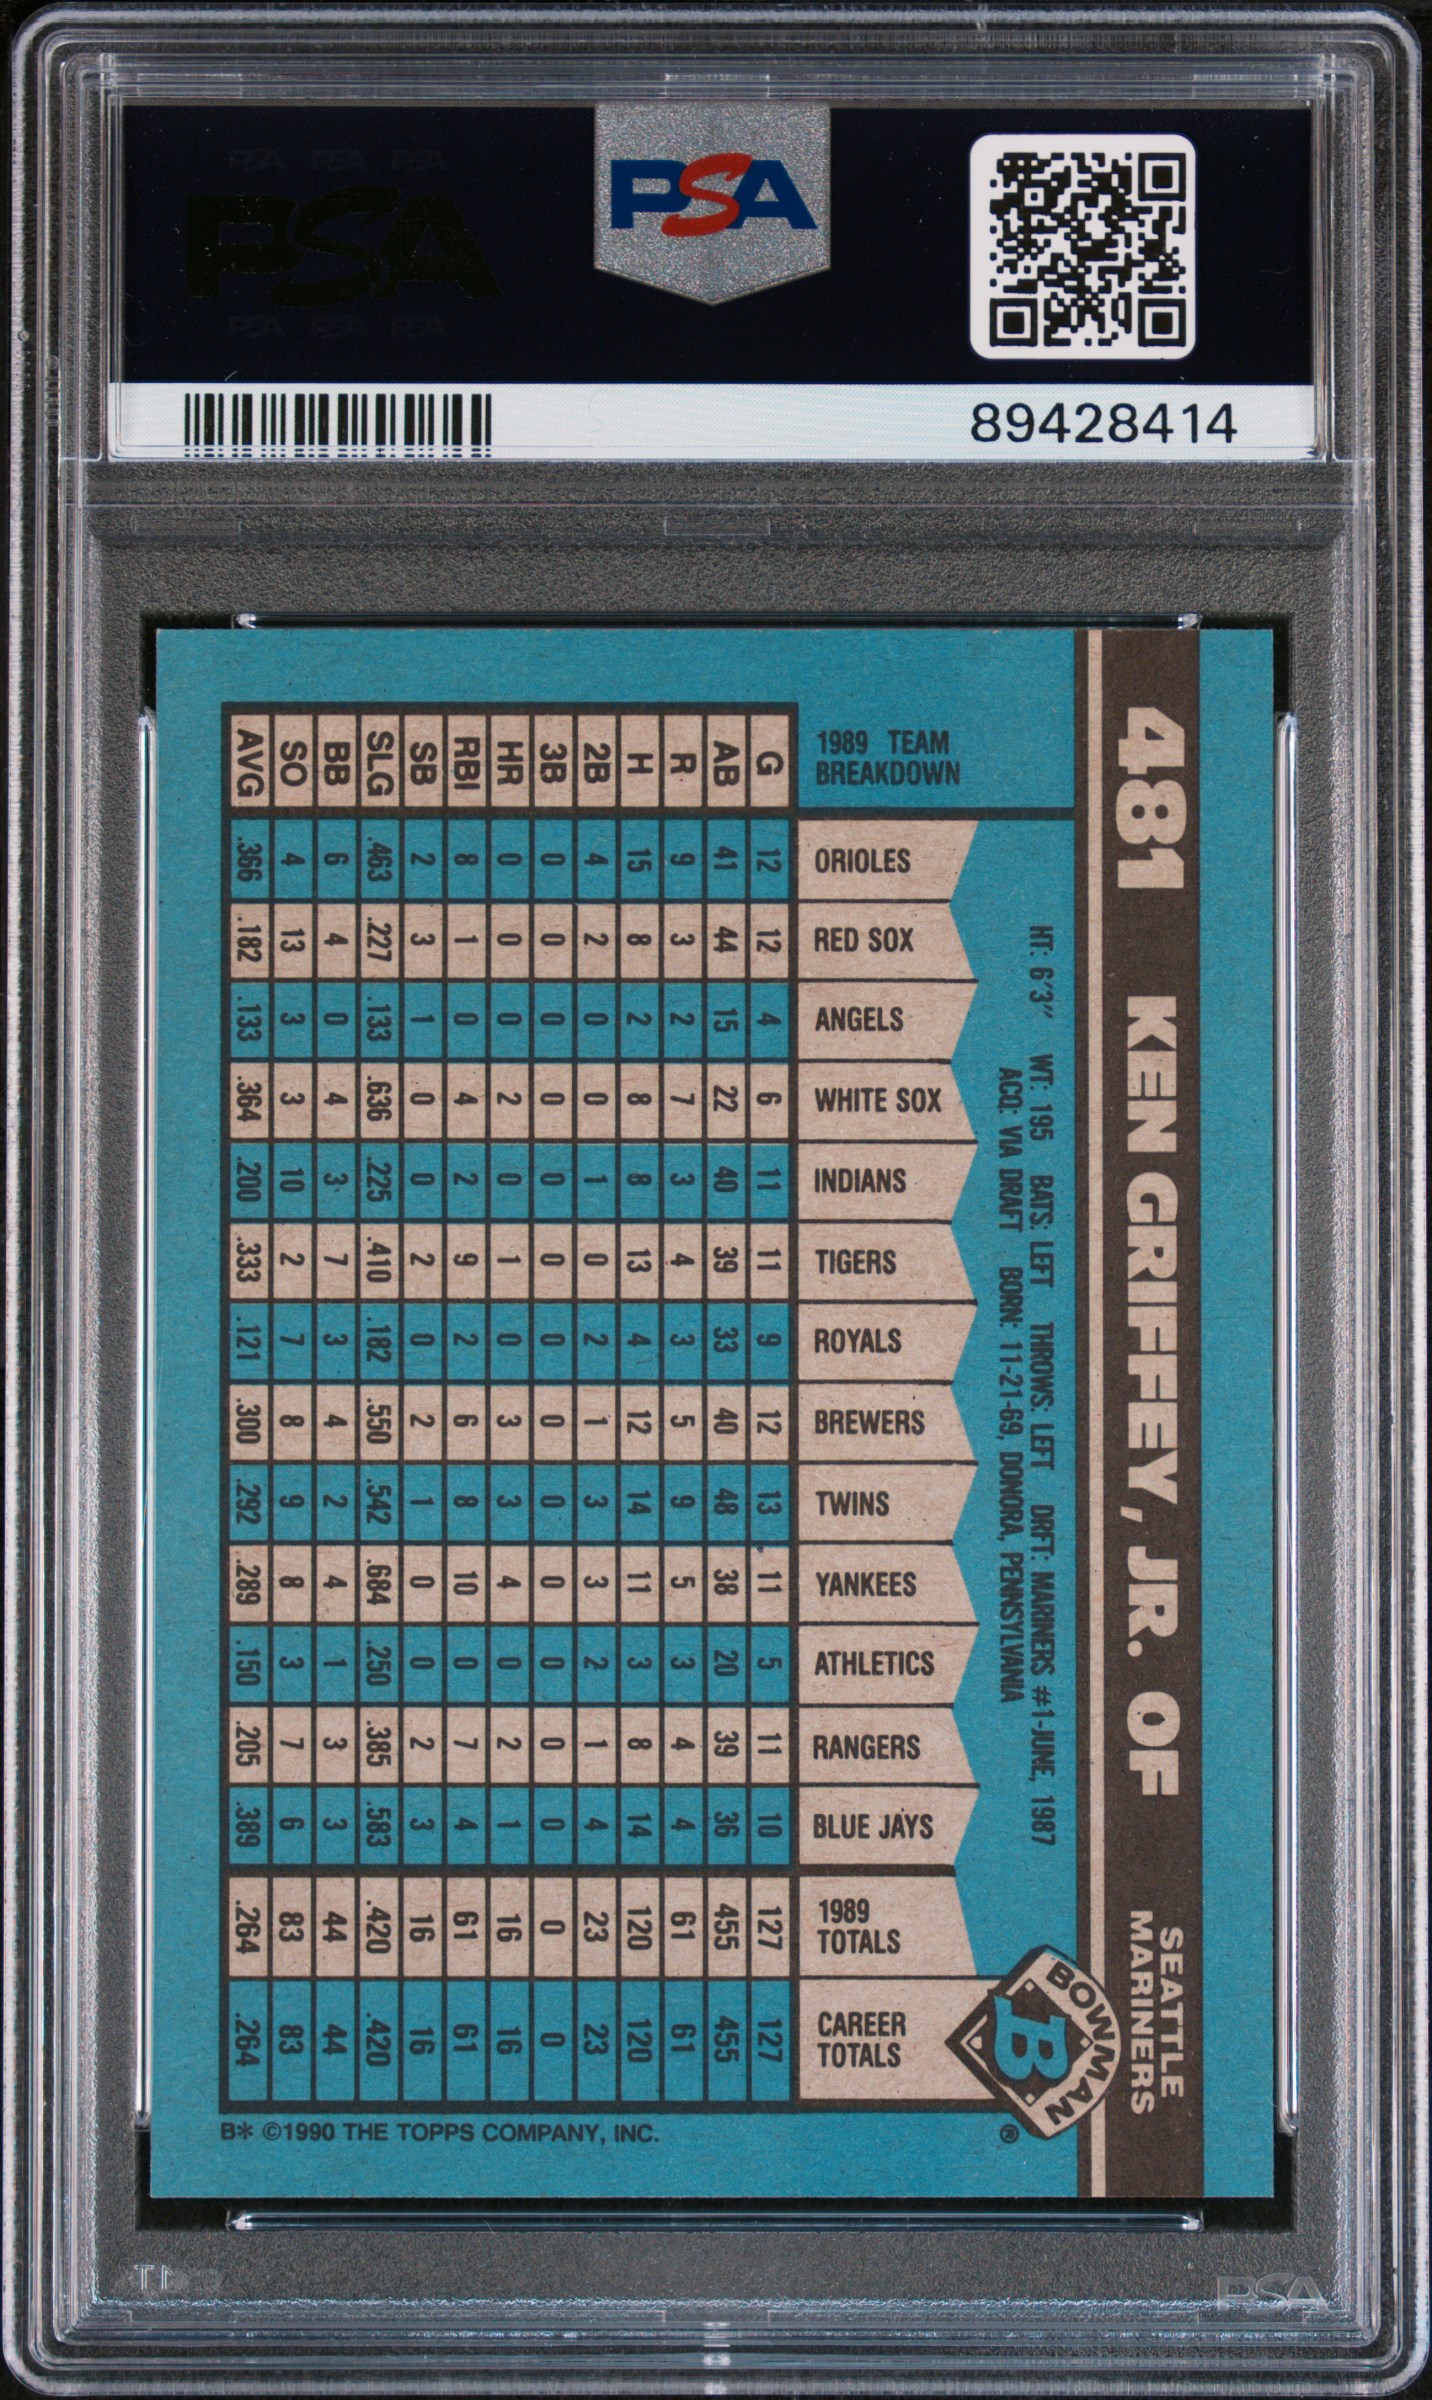 PSA
89428414
481 KEN GRIFFEY, JR. OF SEATTLE MARINERS
HT: 6'3" WT: 195 BATS: LEFT THROWS: LEFT DRFT: MARINERS #1-JUNE, 1987
ACQ: VIA DRAFT BORN: 11-21-69, DONORA, PENNSYLVANIA
BOWMAN B ®
1989 TEAM BREAKDOWN G AB R H 2B 3B HR RBI SB SLG BB SO AVG
ORIOLES 12 41 9 15 4 0 0 8 2 .463 6 4 .366
RED SOX 12 44 3 8 2 0 0 1 3 .227 4 13 .182
ANGELS 4 15 2 2 0 0 0 0 1 .133 0 3 .133
WHITE SOX 6 22 7 8 0 0 2 4 0 .636 4 3 .364
INDIANS 11 40 3 8 1 0 0 2 0 .225 3 10 .200
TIGERS 11 39 4 13 0 0 1 9 2 .410 7 2 .333
ROYALS 9 33 3 4 2 0 0 2 0 .182 3 7 .121
BREWERS 12 40 5 12 1 0 3 6 2 .550 4 8 .300
TWINS 13 48 9 14 3 0 3 8 1 .542 2 9 .292
YANKEES 11 38 5 11 3 0 4 10 0 .684 4 8 .289
ATHLETICS 5 20 3 3 2 0 0 0 0 .250 1 3 .150
RANGERS 11 39 4 8 1 0 2 7 2 .385 3 7 .205
BLUE JAYS 10 36 4 14 4 0 1 4 3 .583 3 6 .389
1989 TOTALS 127 455 61 120 23 0 16 61 16 .420 44 83 .264
CAREER TOTALS 127 455 61 120 23 0 16 61 16 .420 44 83 .264
B* ©1990 THE TOPPS COMPANY, INC.
PSA